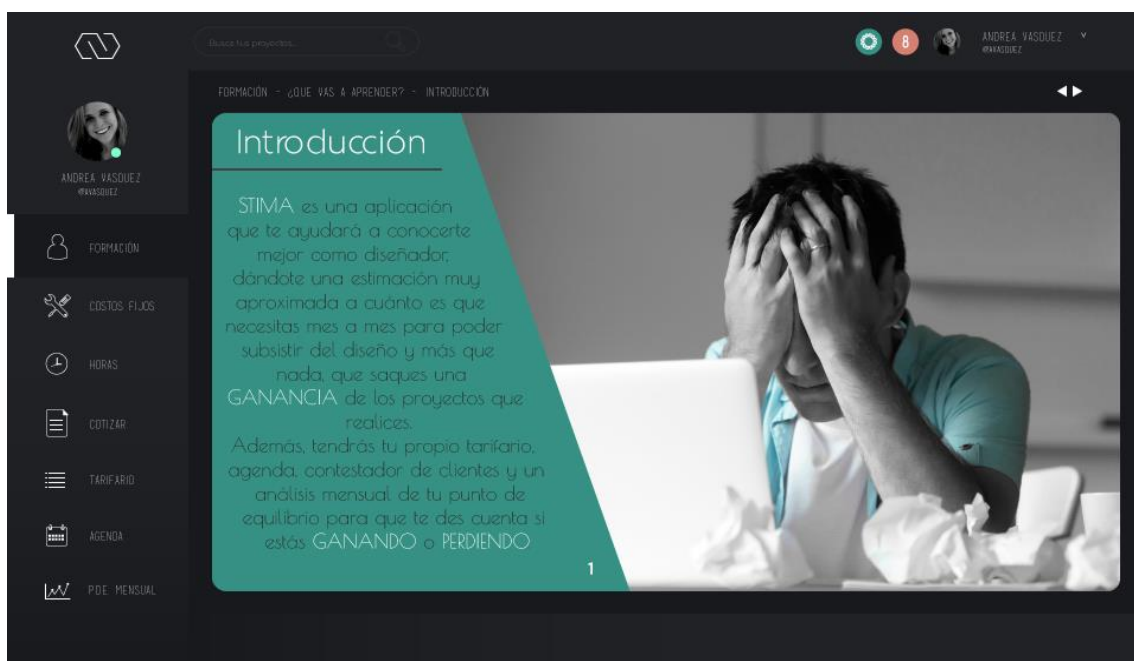 Busca tus proyectos...
8
ANDREA VASQUEZ
@AVASQUEZ
ANDREA VASQUEZ
@AVASQUEZ
FORMACIÓN
COSTOS FIJOS
HORAS
COTIZAR
TARIFARIO
AGENDA
PDE MENSUAL
FORMACIÓN - ¿QUE VAS A APRENDER? - INTRODUCCIÓN
Introducción
STIMA es una aplicación
que te ayudará a conocerte
mejor como diseñador,
dándote una estimación muy
aproximada a cuánto es que
necesitas mes a mes para poder
subsistir del diseño y más que
nada, que saques una
GANANCIA de los proyectos que
realices.
Además, tendrás tu propio tarifario,
agenda, contestador de clientes y un
análisis mensual de tu punto de
equilibrio para que te des cuenta si
estás GANANDO o PERDIENDO
1